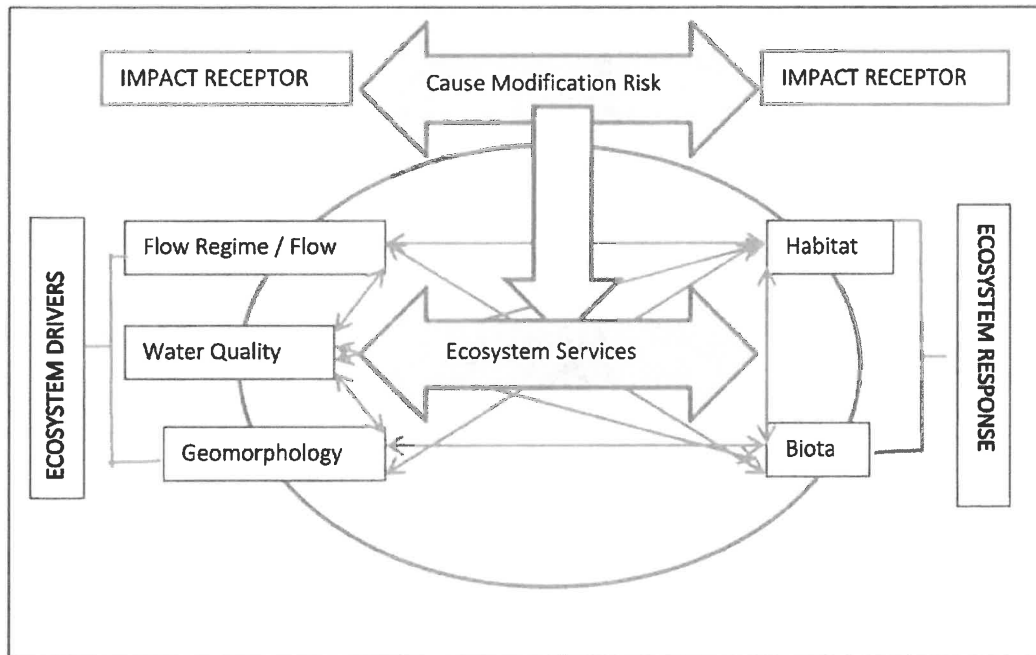 IMPACT RECEPTOR
Cause Modification Risk
IMPACT RECEPTOR
ECOSYSTEM DRIVERS
Flow Regime / Flow
Water Quality
Geomorphology
Ecosystem Services
Habitat
Biota
ECOSYSTEM RESPONSE